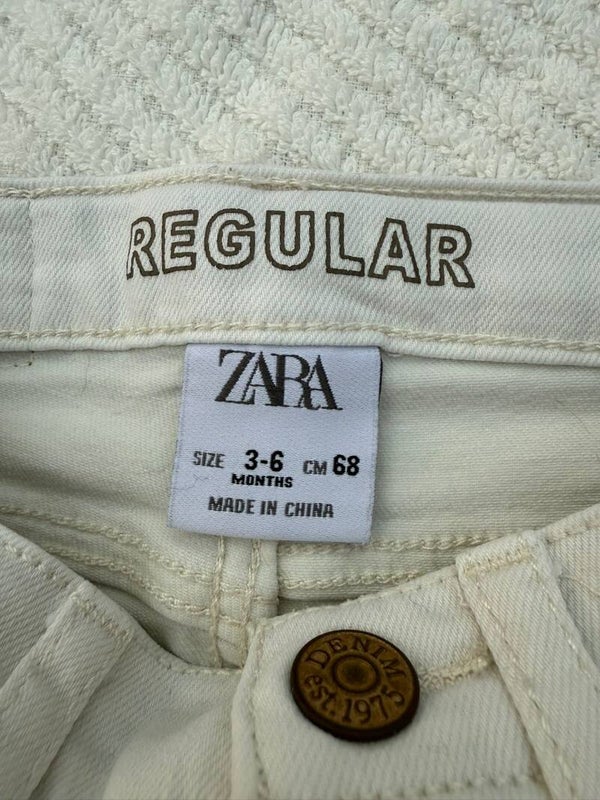 REGULAR
ZARA
SIZE 3-6 CM 68
MONTHS
MADE IN CHINA
DENIM
est. 1975